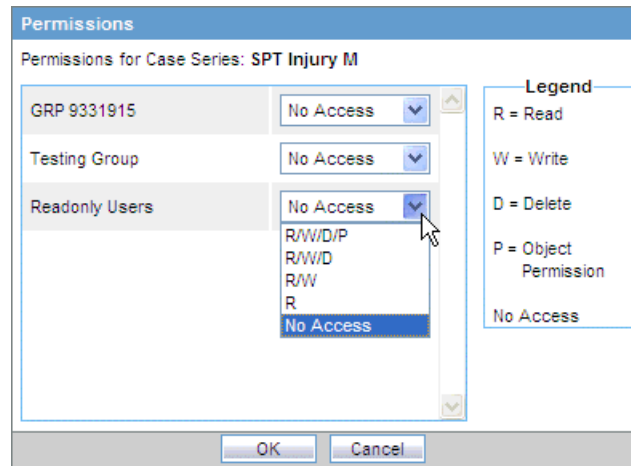 Permissions
Permissions for Case Series: SPT Injury M
GRP 9331915
No Access
Testing Group
No Access
Readonly Users
No Access
R/W/D/P
R/W/D
R/W
R
No Access
Legend
R = Read
W = Write
D = Delete
P = Object
Permission
No Access
OK
Cancel